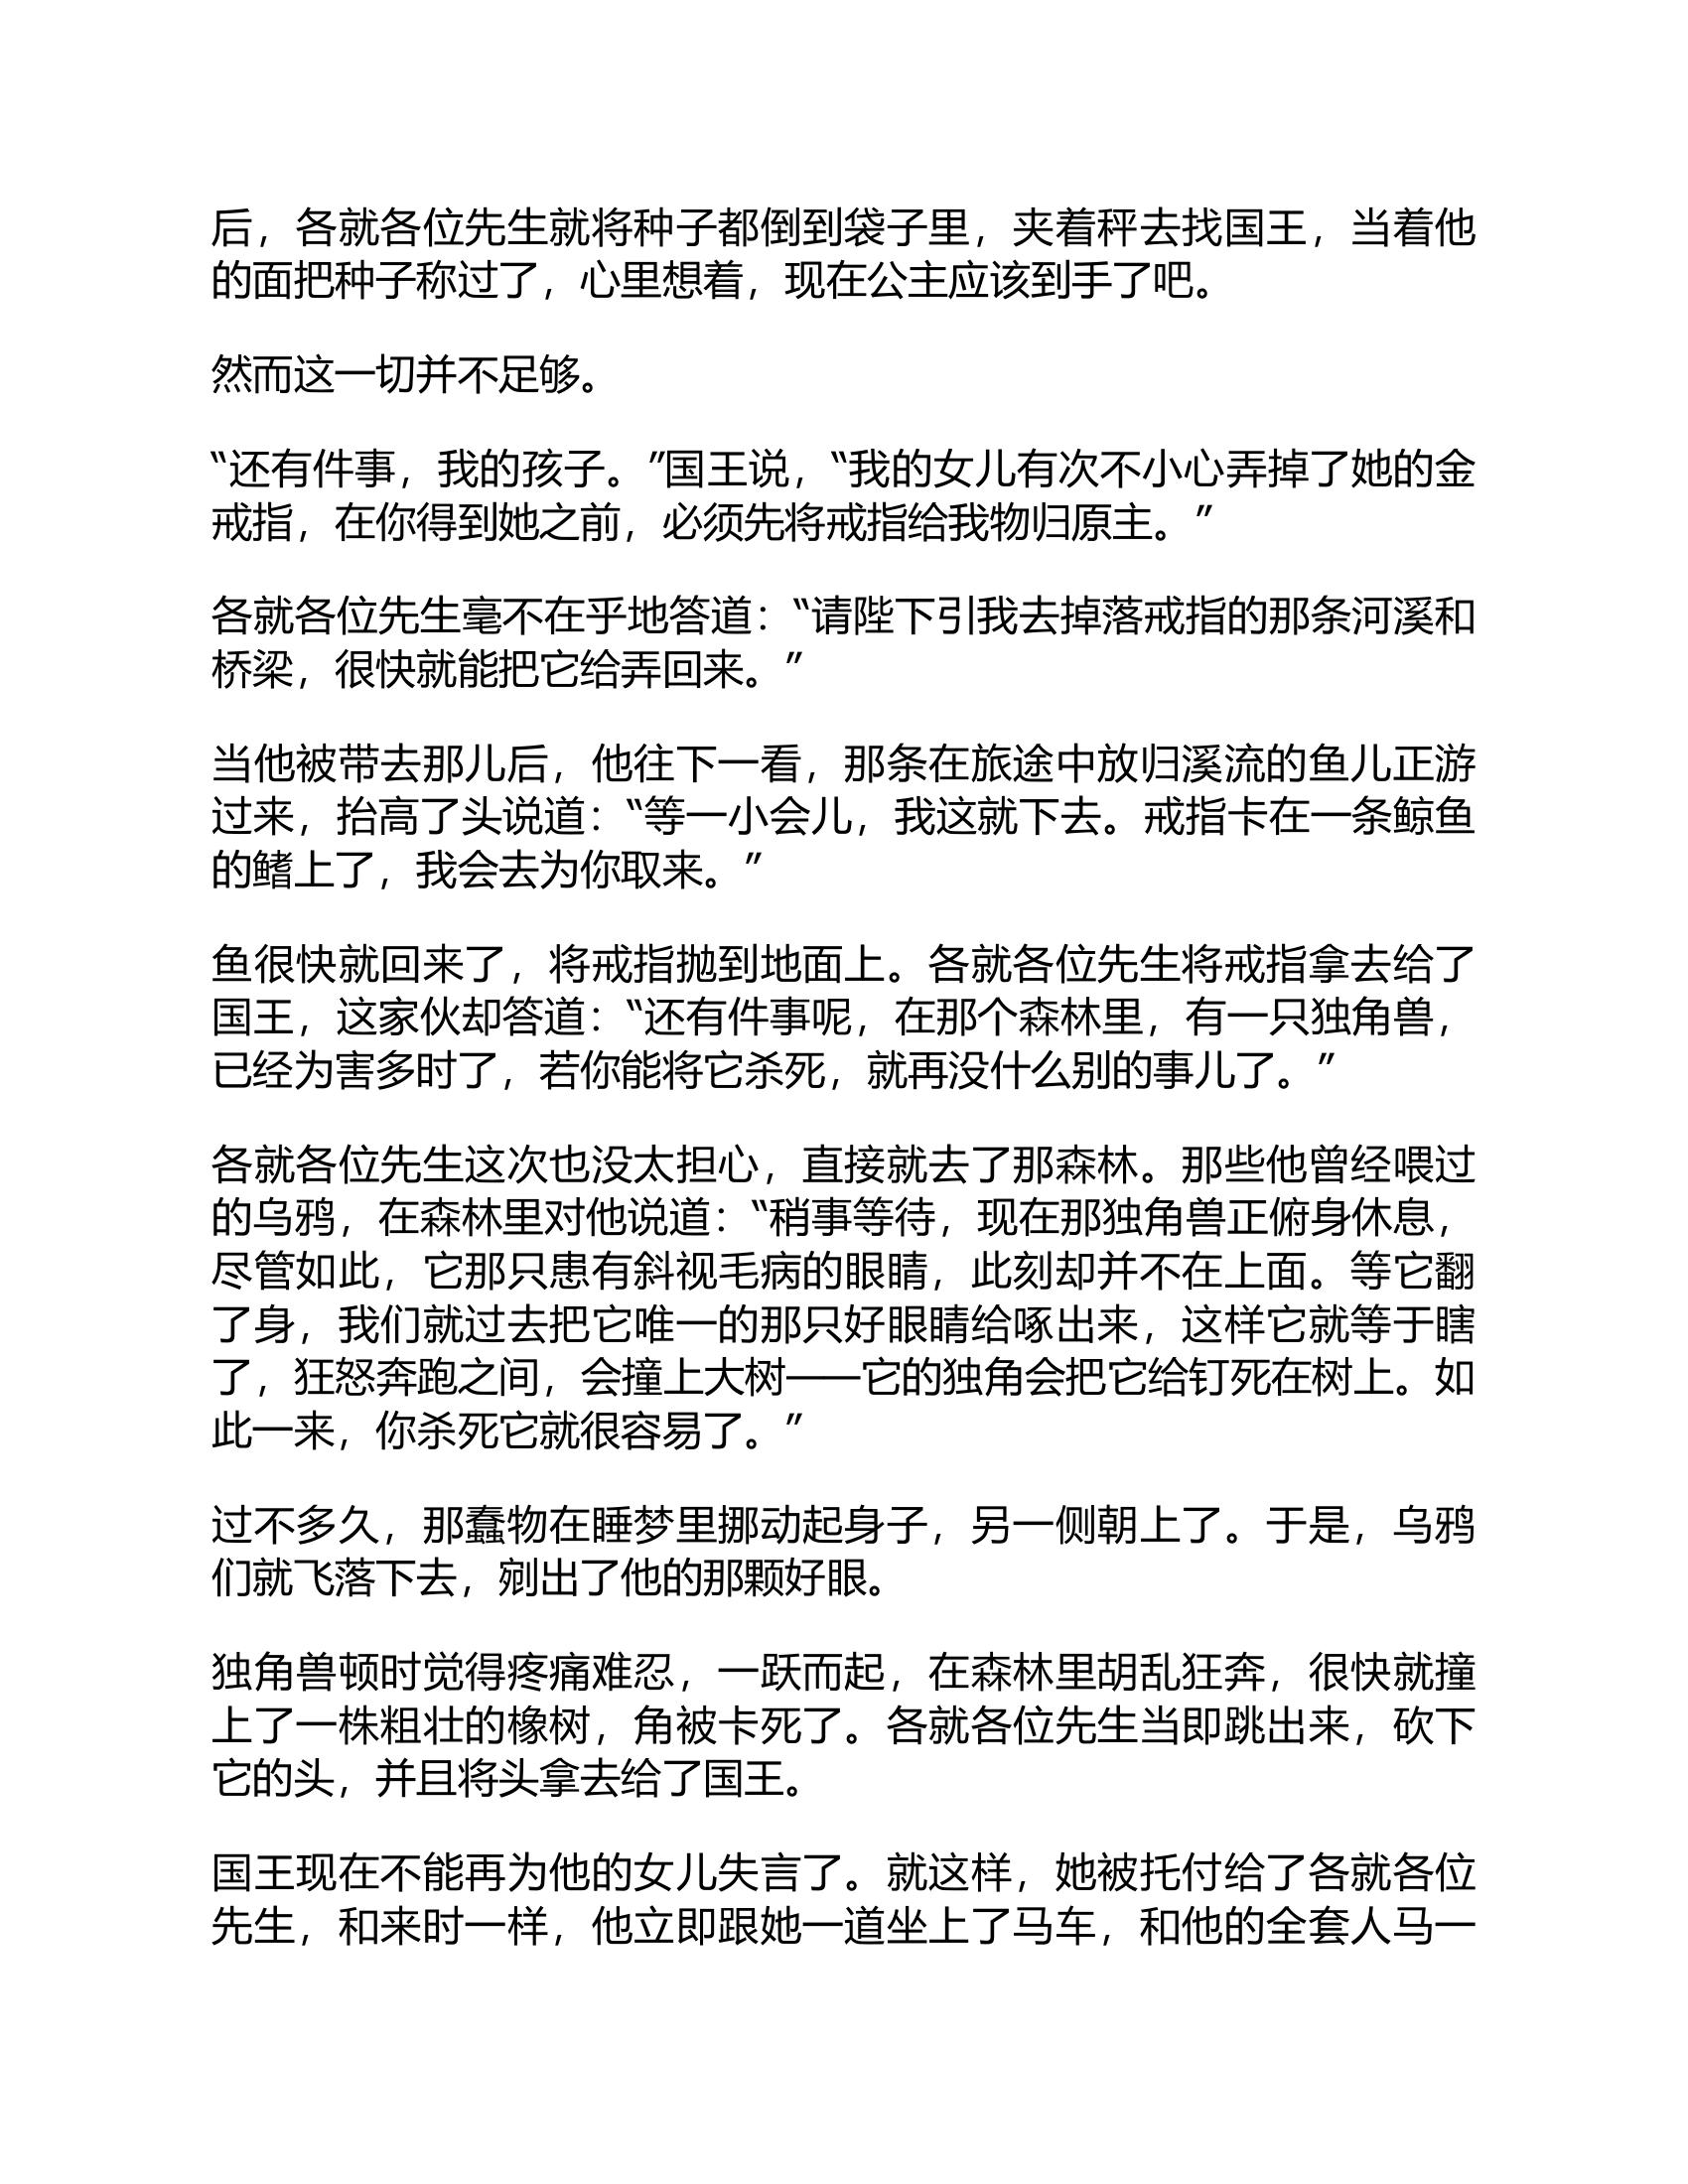 后，各就各位先生就将种子都倒到袋子里，夹着秤去找国王，当着他
的面把种子称过了，心里想着，现在公主应该到手了吧。
然而这一切并不足够。
“还有件事，我的孩子。”国王说，“我的女儿有次不小心弄掉了她的金
戒指，在你得到她之前，必须先将戒指给我物归原主。”
各就各位先生毫不在乎地答道：“请陛下引我去掉落戒指的那条河溪和
桥梁，很快就能把它给弄回来。”
当他被带去那儿后，他往下一看，那条在旅途中放归溪流的鱼儿正游
过来，抬高了头说道：“等一小会儿，我这就下去。戒指卡在一条鲸鱼
的鳍上了，我会去为你取来。”
鱼很快就回来了，将戒指抛到地面上。各就各位先生将戒指拿去给了
国王，这家伙却答道：“还有件事呢，在那个森林里，有一只独角兽，
已经为害多时了，若你能将它杀死，就再没什么别的事儿了。”
各就各位先生这次也没太担心，直接就去了那森林。那些他曾经喂过
的乌鸦，在森林里对他说道：“稍事等待，现在那独角兽正俯身休息，
尽管如此，它那只患有斜视毛病的眼睛，此刻却并不在上面。等它翻
了身，我们就过去把它唯一的那只好眼睛给啄出来，这样它就等于瞎
了，狂怒奔跑之间，会撞上大树——它的独角会把它给钉死在树上。如
此一来，你杀死它就很容易了。”
过不多久，那蠢物在睡梦里挪动起身子，另一侧朝上了。于是，乌鸦
们就飞落下去，剜出了他的那颗好眼。
独角兽顿时觉得疼痛难忍，一跃而起，在森林里胡乱狂奔，很快就撞
上了一株粗壮的橡树，角被卡死了。各就各位先生当即跳出来，砍下
它的头，并且将头拿去给了国王。
国王现在不能再为他的女儿失言了。就这样，她被托付给了各就各位
先生，和来时一样，他立即跟她一道坐上了马车，和他的全套人马一